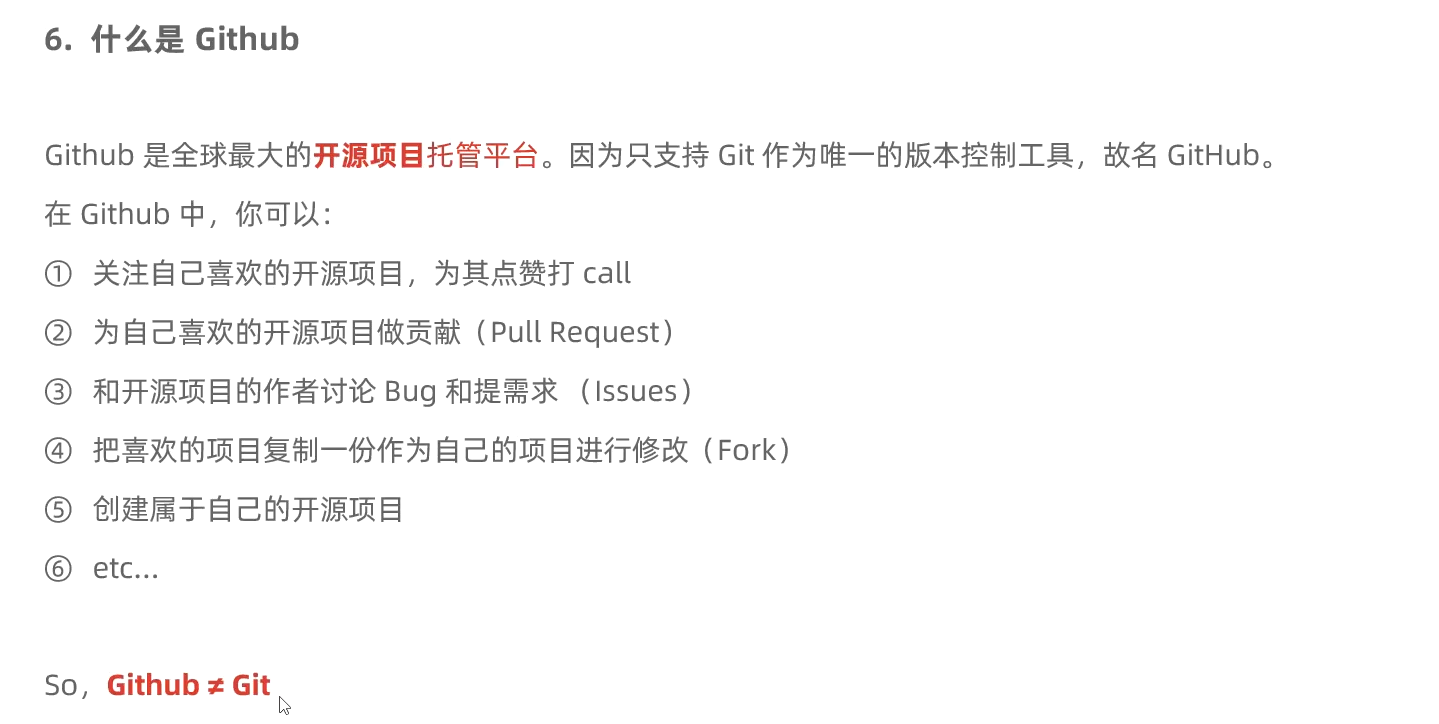 6. 什么是 Github
Github 是全球最大的开源项目托管平台。因为只支持 Git 作为唯一的版本控制工具，故名 GitHub。
在 Github 中，你可以：
① 关注自己喜欢的开源项目，为其点赞打 call
② 为自己喜欢的开源项目做贡献（Pull Request）
③ 和开源项目的作者讨论 Bug 和提需求 （Issues）
④ 把喜欢的项目复制一份作为自己的项目进行修改（Fork）
⑤ 创建属于自己的开源项目
⑥ etc...
So，Github ≠ Git